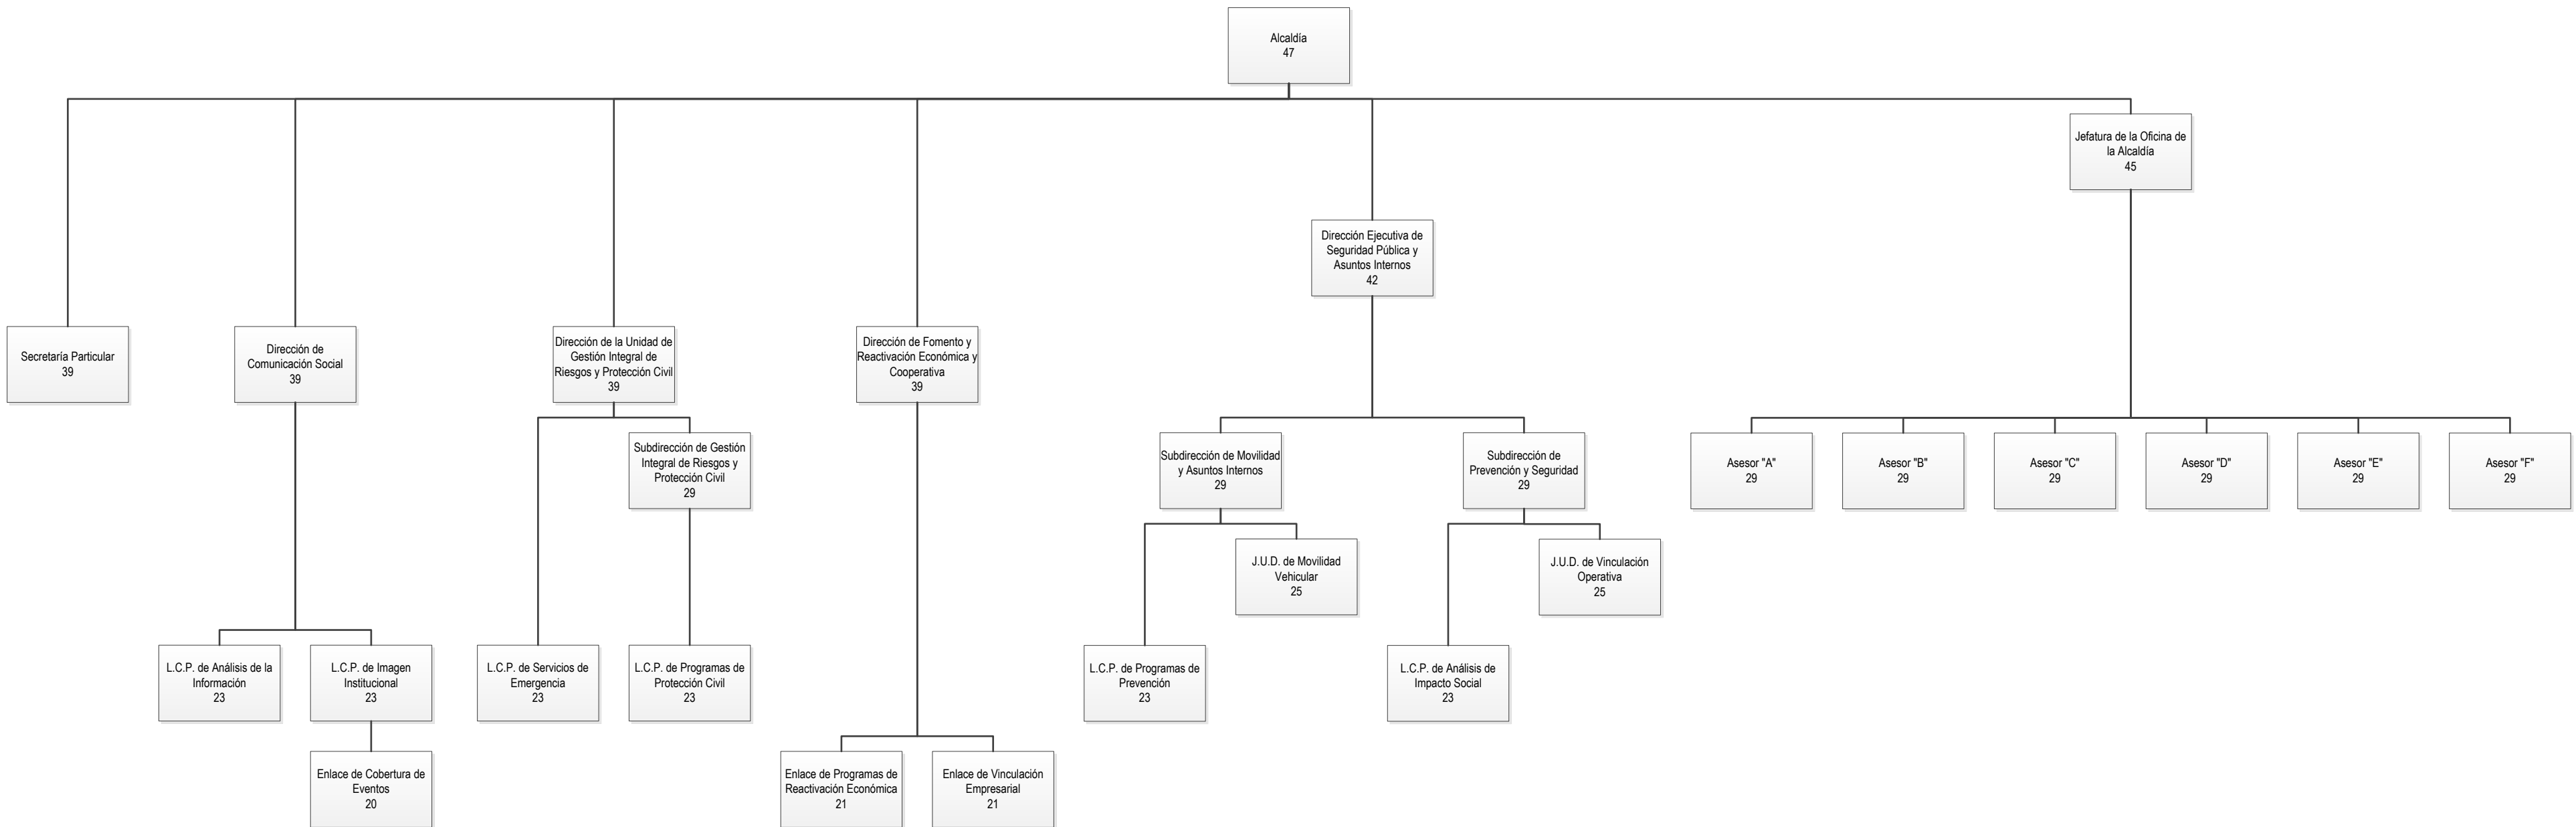 Alcaldía
47
Jefatura de la Oficina de
la Alcaldía
45
Dirección Ejecutiva de
Seguridad Pública y
Asuntos Internos
42
Secretaría Particular
39
Dirección de
Comunicación Social
39
Dirección de la Unidad de
Gestión Integral de
Riesgos y Protección Civil
39
Dirección de Fomento y
Reactivación Económica y
Cooperativa
39
Subdirección de Gestión
Integral de Riesgos y
Protección Civil
29
Subdirección de Movilidad
y Asuntos Internos
29
Subdirección de
Prevención y Seguridad
29
Asesor "A"
29
Asesor "B"
29
Asesor "C"
29
Asesor "D"
29
Asesor "E"
29
Asesor "F"
29
J.U.D. de Movilidad
Vehicular
25
J.U.D. de Vinculación
Operativa
25
L.C.P. de Análisis de la
Información
23
L.C.P. de Imagen
Institucional
23
L.C.P. de Servicios de
Emergencia
23
L.C.P. de Programas de
Protección Civil
23
L.C.P. de Programas de
Prevención
23
L.C.P. de Análisis de
Impacto Social
23
Enlace de Cobertura de
Eventos
20
Enlace de Programas de
Reactivación Económica
21
Enlace de Vinculación
Empresarial
21